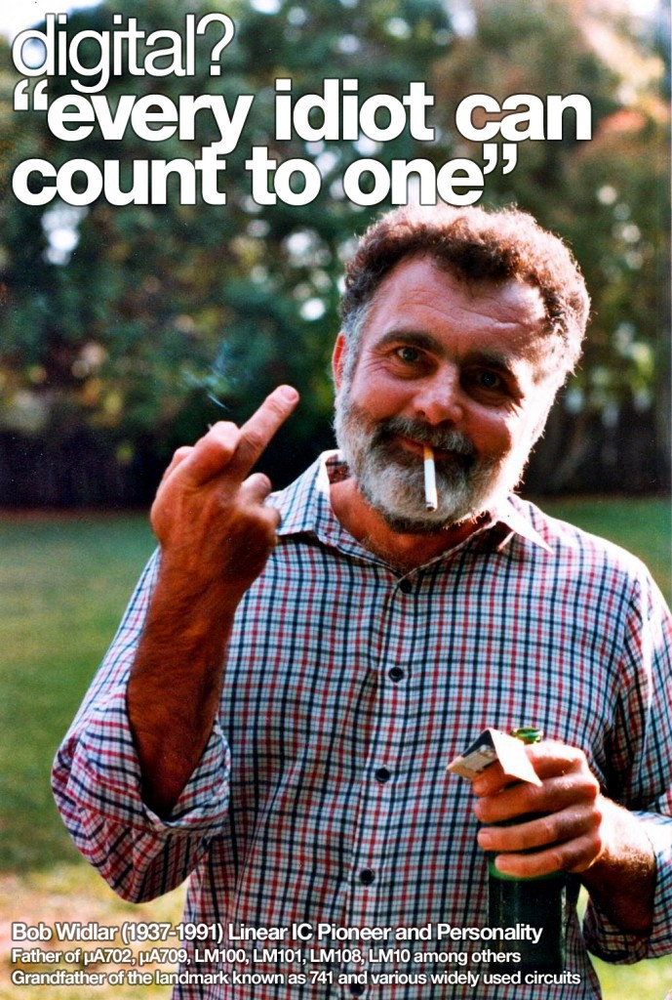 digital?
“every idiot can
count to one”
Bob Widlar (1937-1991) Linear IC Pioneer and Personality
Father of µA702, µA709, LM100, LM101, LM108, LM10 among others
Grandfather of the landmark known as 741 and various widely used circuits